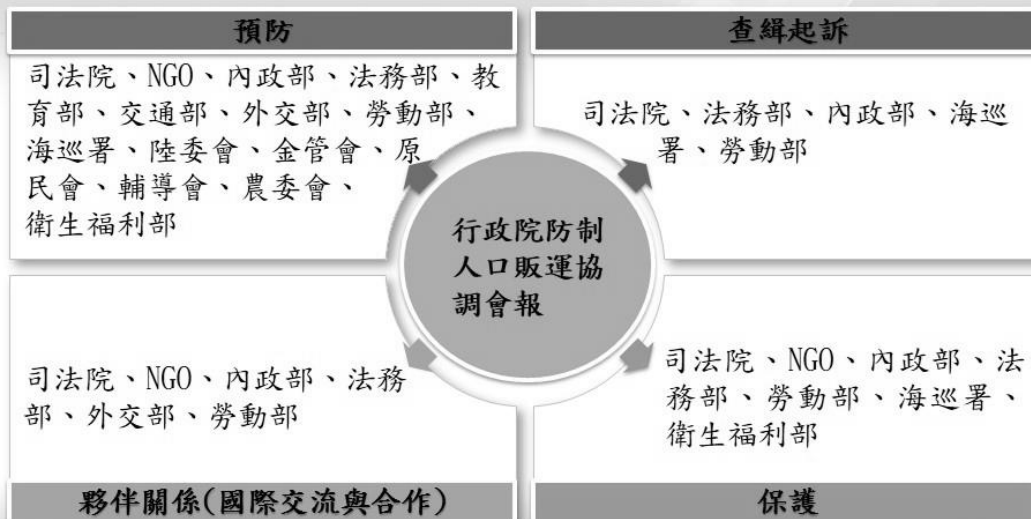 預防
司法院、NGO、內政部、法務部、教
育部、交通部、外交部、勞動部、
海巡署、陸委會、金管會、原
民會、輔導會、農委會、
衛生福利部
查緝起訴
司法院、法務部、內政部、海巡
署、勞動部
行政院防制
人口販運協
調會報
司法院、NGO、內政部、法務
部、外交部、勞動部
夥伴關係(國際交流與合作)
司法院、NGO、內政部、法
務部、勞動部、海巡署、
衛生福利部
保護